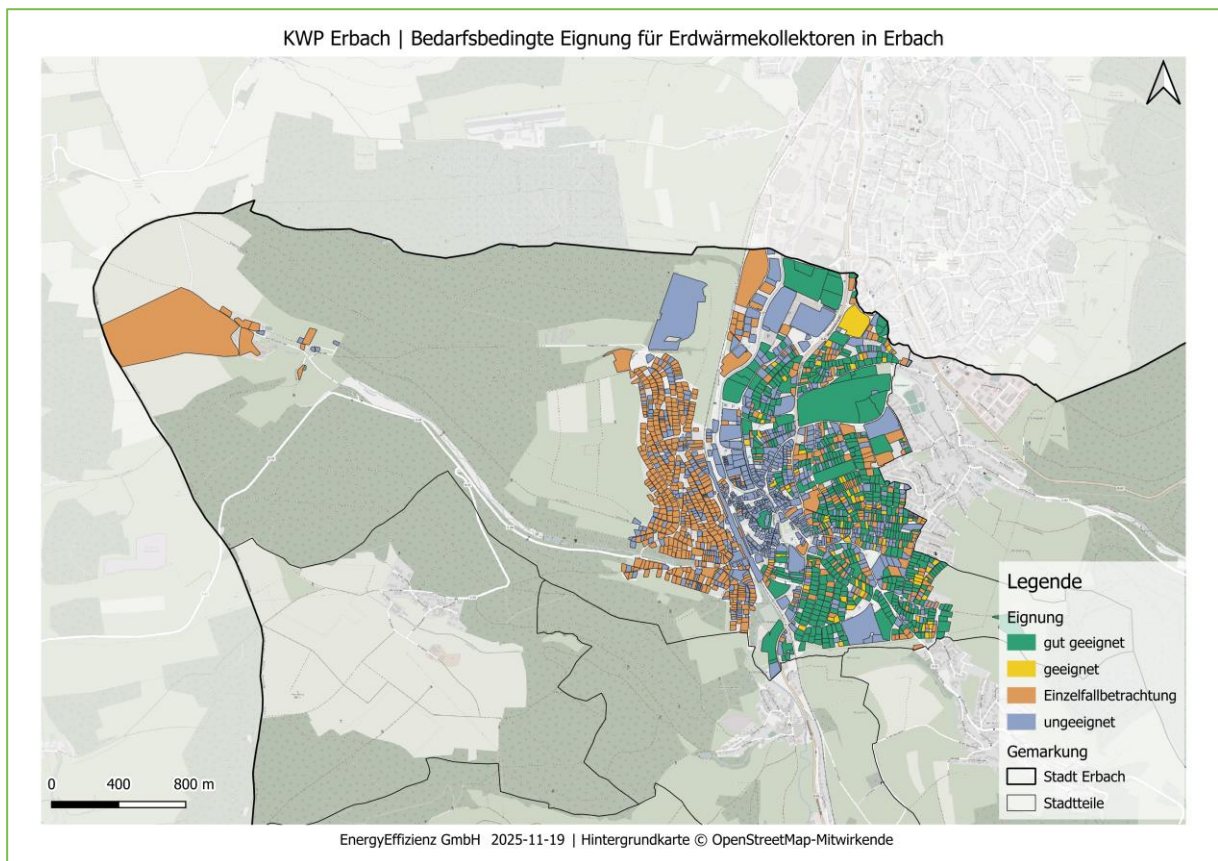 KWP Erbach | Bedarfsbedingte Eignung für Erdwärmekollektoren in Erbach
Legende
Eignung
gut geeignet
geeignet
Einzelfallbetrachtung
ungeeignet
Gemarkung
Stadt Erbach
Stadtteile
0 400 800 m
EnergyEffizienz GmbH 2025-11-19 | Hintergrundkarte © OpenStreetMap-Mitwirkende